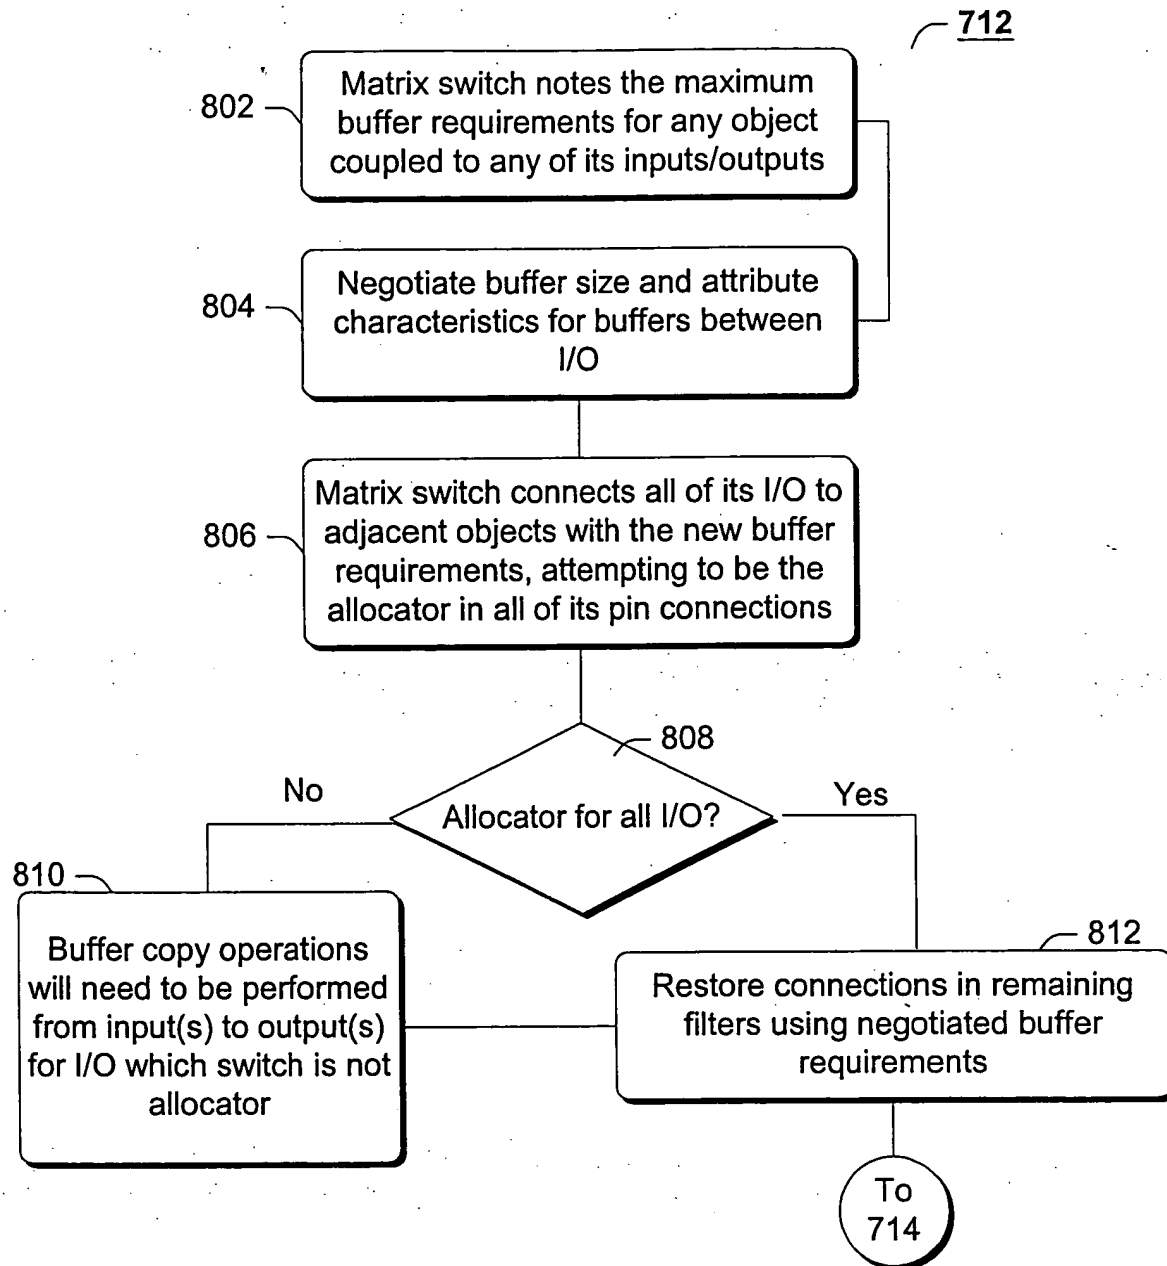 712
802
Matrix switch notes the maximum
buffer requirements for any object
coupled to any of its inputs/outputs
804
Negotiate buffer size and attribute
characteristics for buffers between
I/O
806
Matrix switch connects all of its I/O to
adjacent objects with the new buffer
requirements, attempting to be the
allocator in all of its pin connections
808
Allocator for all I/O?
No
Yes
810
Buffer copy operations
will need to be performed
from input(s) to output(s)
for I/O which switch is not
allocator
812
Restore connections in remaining
filters using negotiated buffer
requirements
To
714